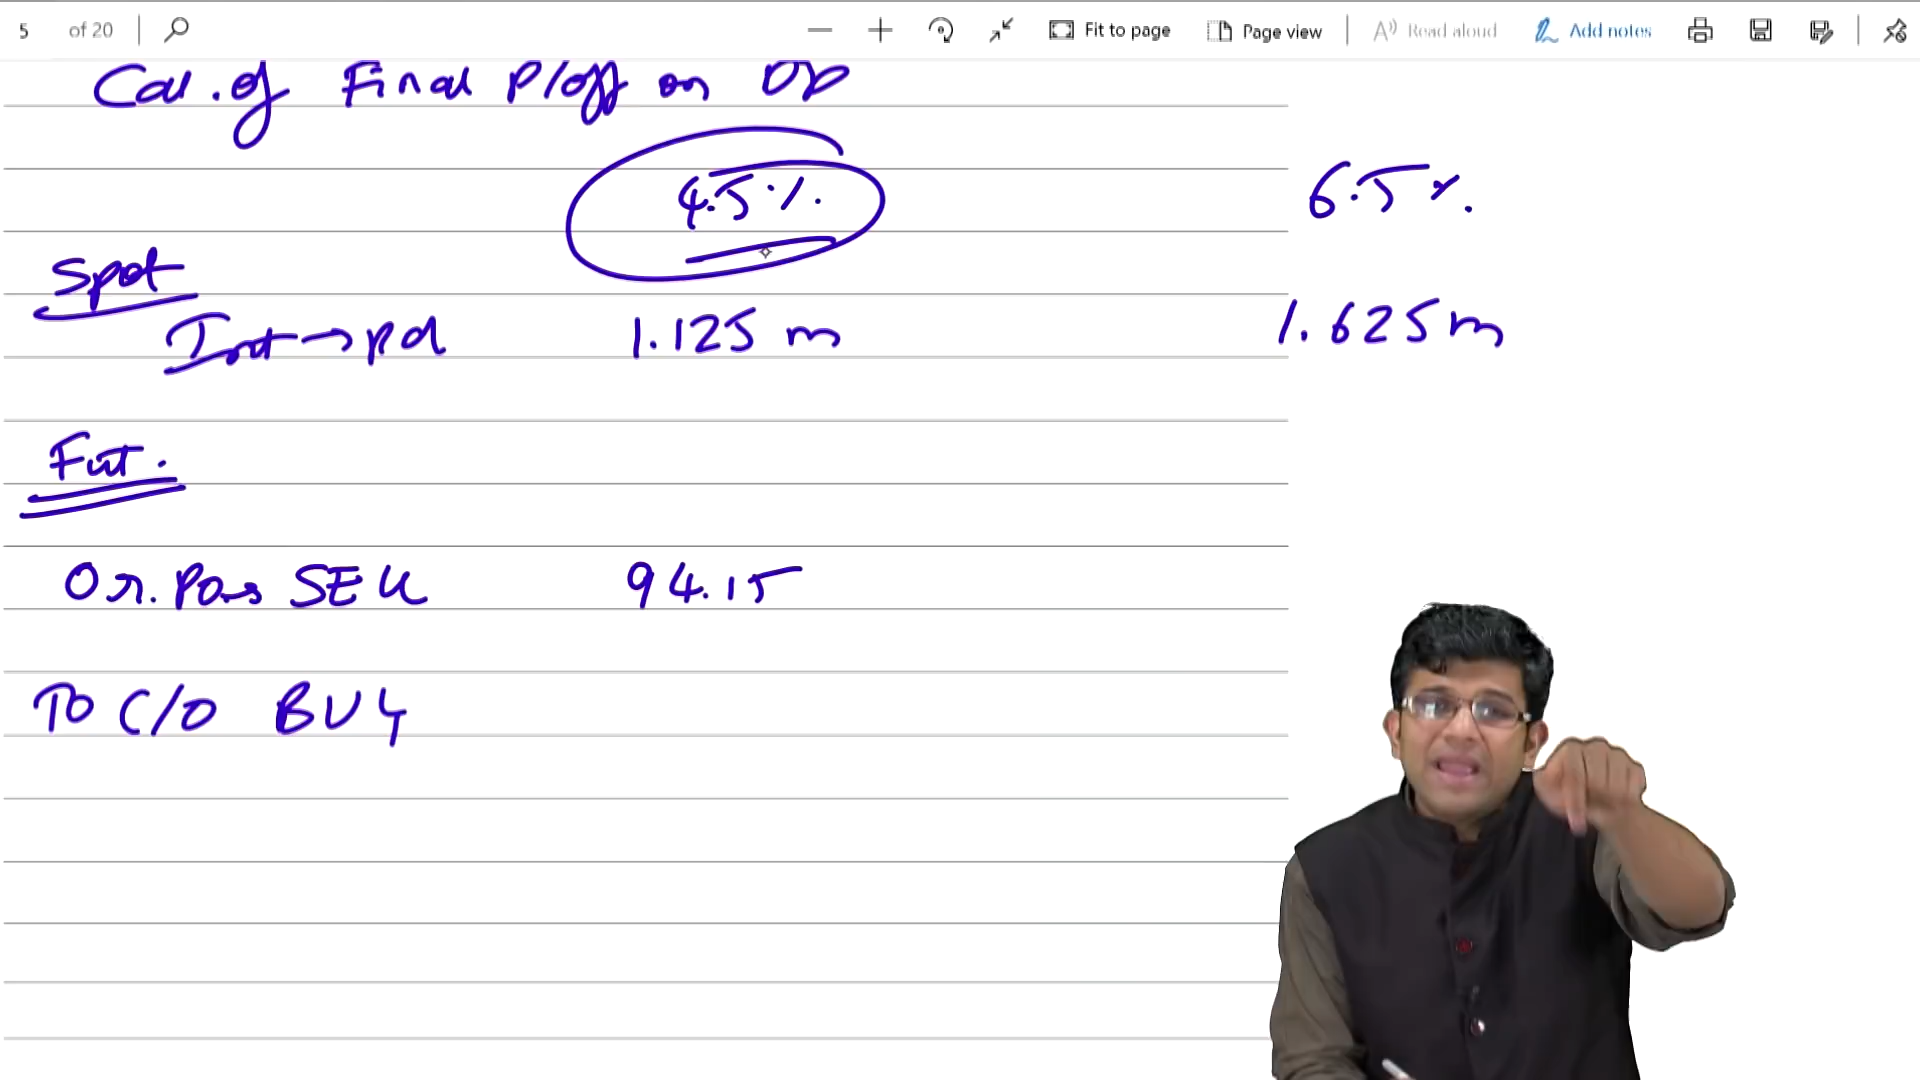 5 of 20 Fit to page Page view Read aloud Add notes
Cal. of Final P/off on DD
4.5% 6.5%
Spot
Int → pd 1.125 m 1.625 m
Fut.
Or. Pos SELL 94.15
To C/O BUY